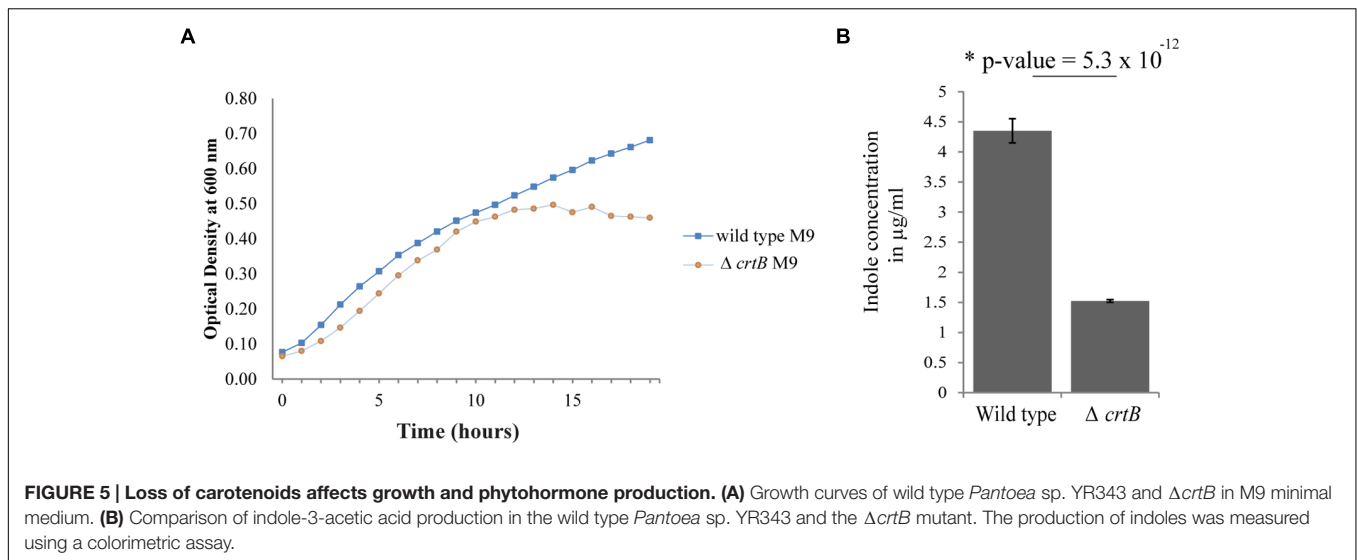 A
Optical Density at 600 nm
0.80
0.70
0.60
0.50
0.40
0.30
0.20
0.10
0.00
0 5 10 15
Time (hours)
wild type M9
Δ crtB M9
B
* p-value = 5.3 x 10^-12
Indole concentration
in µg/ml
5
4.5
4
3.5
3
2.5
2
1.5
1
0.5
0
Wild type Δ crtB
FIGURE 5 | Loss of carotenoids affects growth and phytohormone production. (A) Growth curves of wild type Pantoea sp. YR343 and ΔcrtB in M9 minimal
medium. (B) Comparison of indole-3-acetic acid production in the wild type Pantoea sp. YR343 and the ΔcrtB mutant. The production of indoles was measured
using a colorimetric assay.